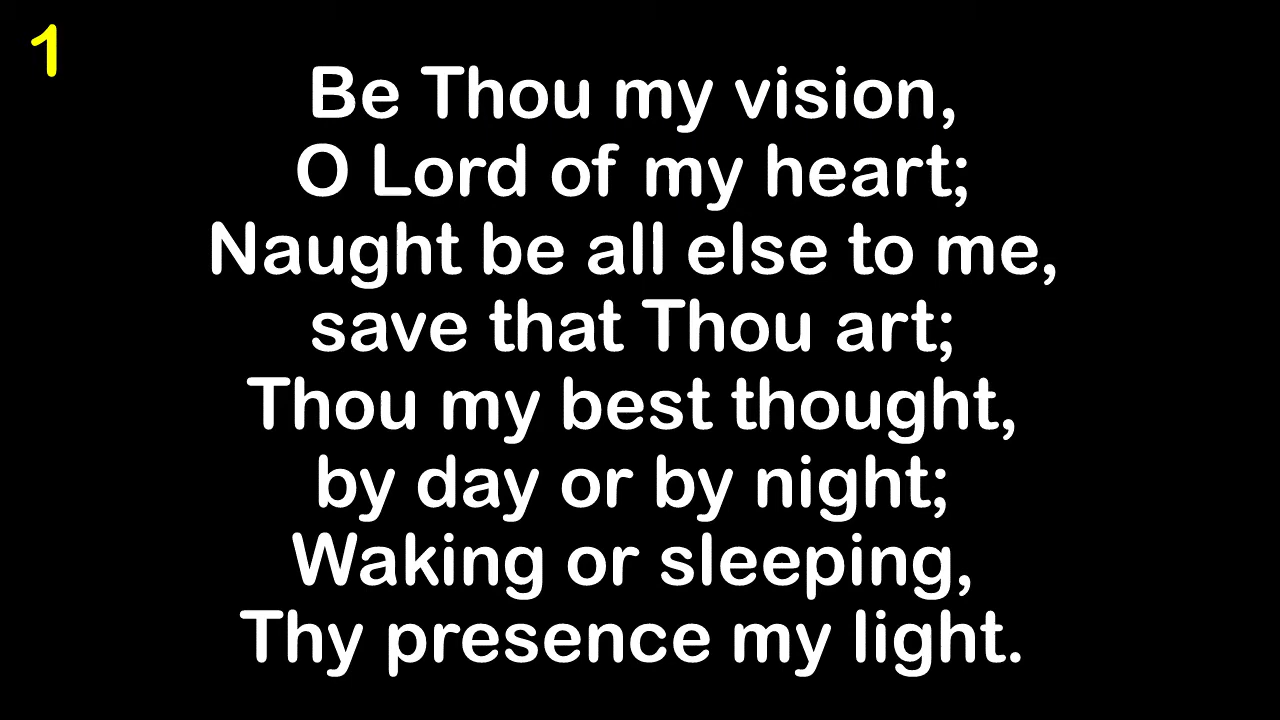 1
Be Thou my vision,
O Lord of my heart;
Naught be all else to me,
save that Thou art;
Thou my best thought,
by day or by night;
Waking or sleeping,
Thy presence my light.